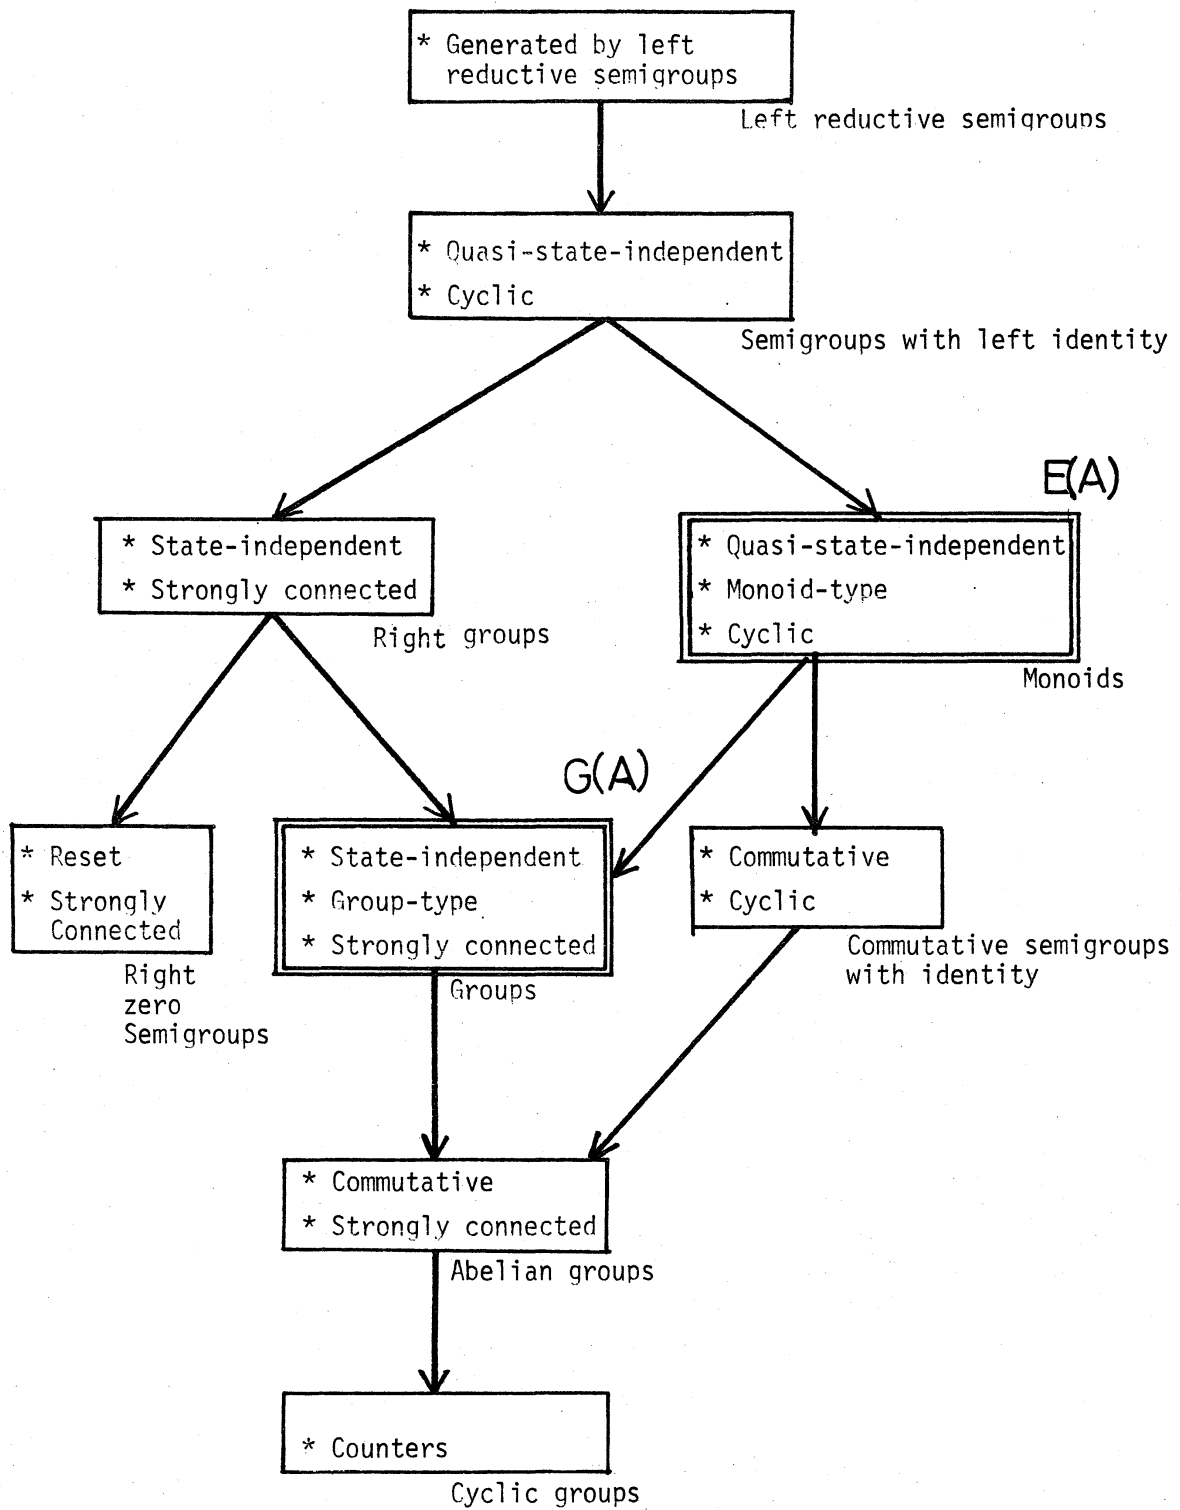 * Generated by left
reductive semigroups
Left reductive semigroups
* Quasi-state-independent
* Cyclic
Semigroups with left identity
E(A)
* State-independent
* Strongly connected
Right groups
* Quasi-state-independent
* Monoid-type
* Cyclic
Monoids
G(A)
* Reset
* Strongly
Connected
Right
zero
Semigroups
* State-independent
* Group-type
* Strongly connected
Groups
* Commutative
* Cyclic
Commutative semigroups
with identity
* Commutative
* Strongly connected
Abelian groups
* Counters
Cyclic groups